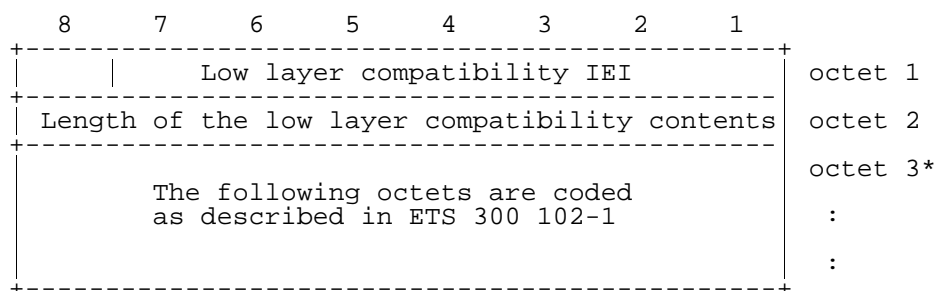 8 7 6 5 4 3 2 1
Low layer compatibility IEI octet 1
Length of the low layer compatibility contents octet 2
octet 3*
The following octets are coded
as described in ETS 300 102-1 :
: